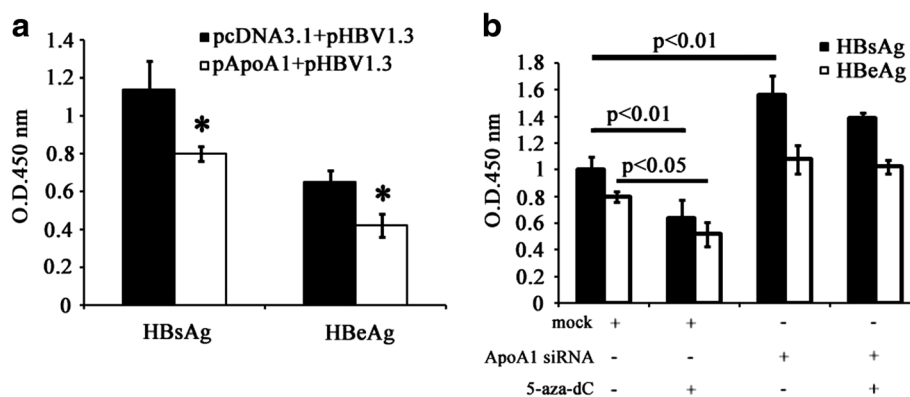 a
pcDNA3.1+pHBV1.3
pApoA1+pHBV1.3
O.D.450 nm
1.4
1.2
1
0.8
0.6
0.4
0.2
0
*
*
HBsAg
HBeAg
b
HBsAg
HBeAg
O.D.450 nm
1.8
1.6
1.4
1.2
1
0.8
0.6
0.4
0.2
0
p<0.01
p<0.01
p<0.05
mock + + - -
ApoA1 siRNA - - + +
5-aza-dC - + - +